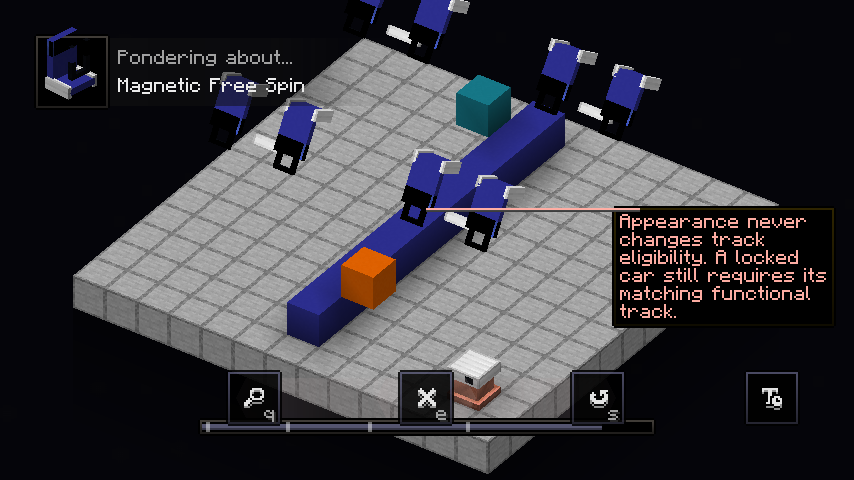 Pondering about...
Magnetic Free Spin
Appearance never
changes track
eligibility. A locked
car still requires its
matching functional
track.
q
e
s
T